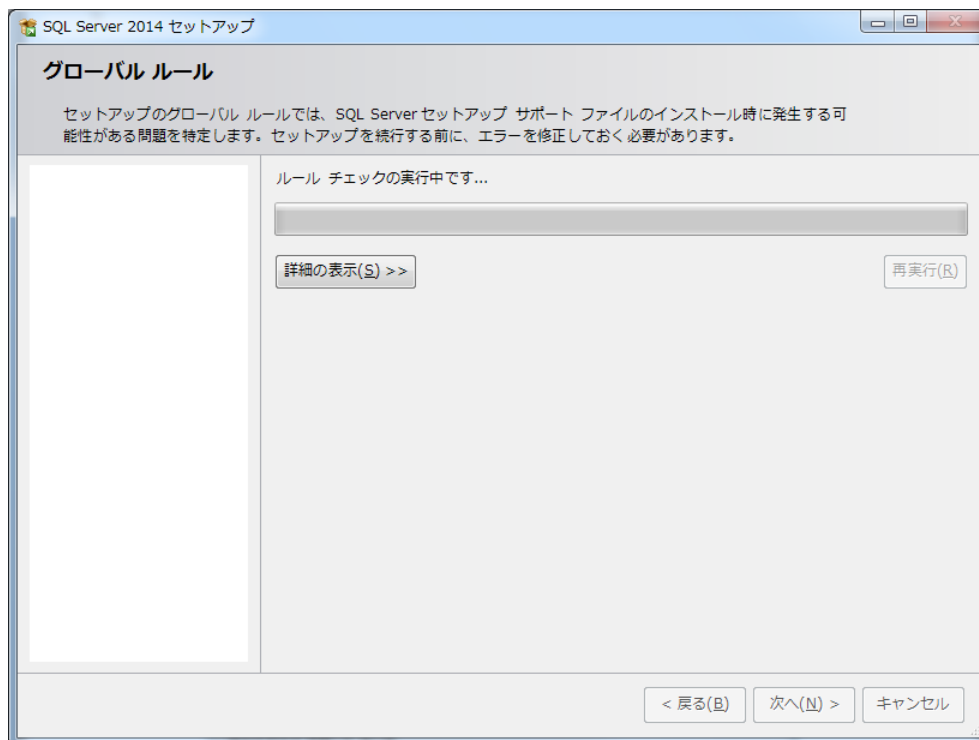 SQL Server 2014 セットアップ
グローバル ルール
セットアップのグローバル ルールでは、SQL Server セットアップ サポート ファイルのインストール時に発生する可
能性がある問題を特定します。セットアップを続行する前に、エラーを修正しておく必要があります。
ルール チェックの実行中です...
詳細の表示(S) >>
再実行(R)
< 戻る(B)
次へ(N) >
キャンセル